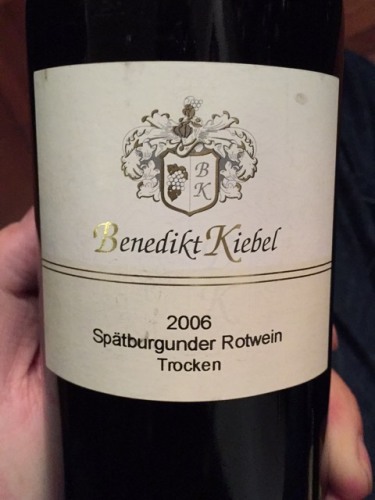 B
K
Benedikt Kiebel
2006
Spätburgunder Rotwein
Trocken